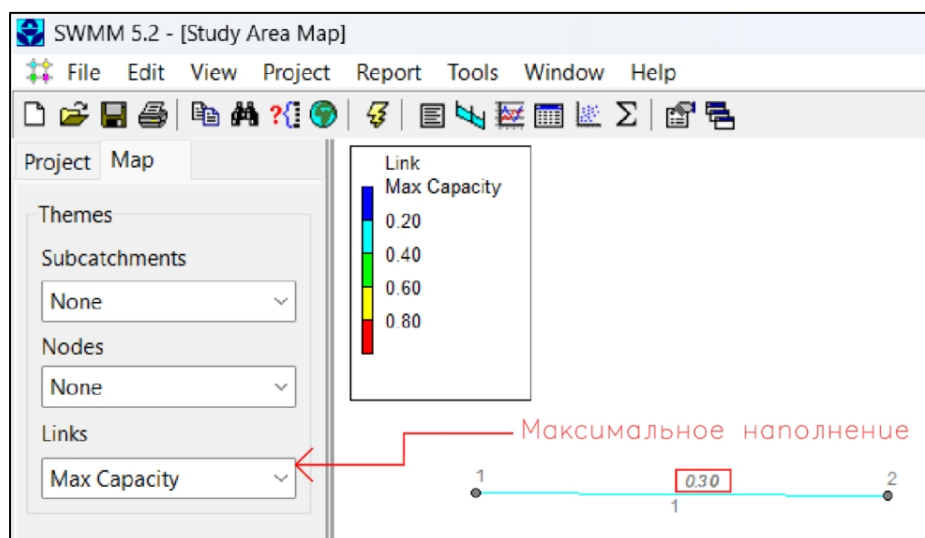 SWMM 5.2 - [Study Area Map]
File Edit View Project Report Tools Window Help
Project Map
Themes
Subcatchments
None
Nodes
None
Links
Max Capacity
Link
Max Capacity
0.20
0.40
0.60
0.80
Максимальное наполнение
1 0.30 2
1